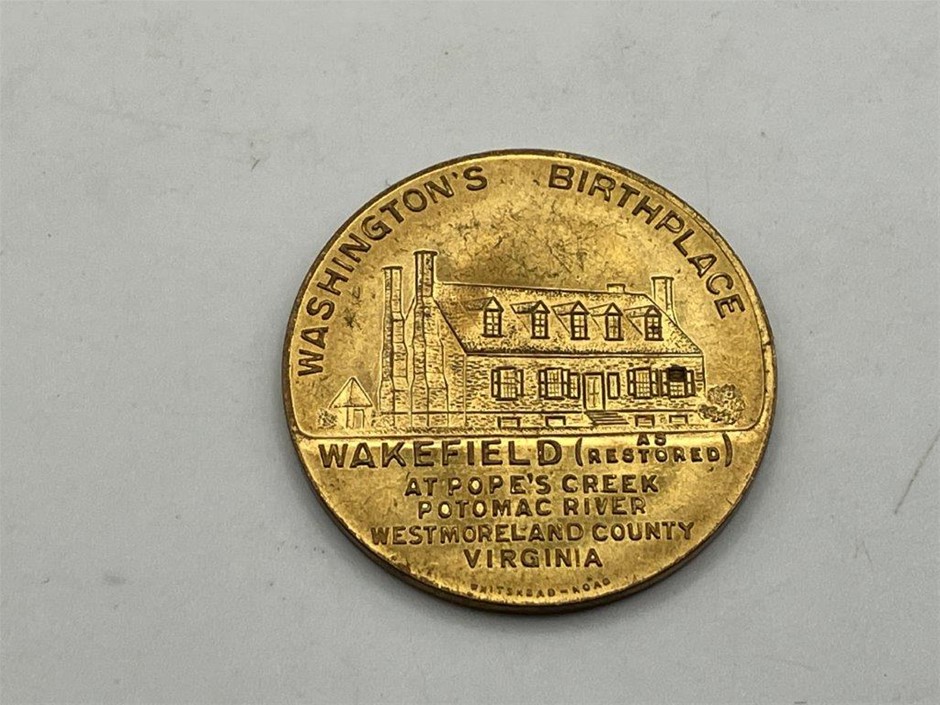 WASHINGTON'S BIRTHPLACE
WAKEFIELD (AS RESTORED)
AT POPE'S CREEK
POTOMAC RIVER
WESTMORELAND COUNTY
VIRGINIA
WHITEHEAD-HOAG